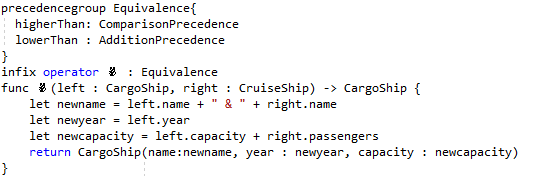 precedencegroup Equivalence{
higherThan: ComparisonPrecedence
lowerThan : AdditionPrecedence
}
infix operator : Equivalence
func (left : CargoShip, right : CruiseShip) -> CargoShip {
let newname = left.name + " & " + right.name
let newyear = left.year
let newcapacity = left.capacity + right.passengers
return CargoShip(name:newname, year : newyear, capacity : newcapacity)
}